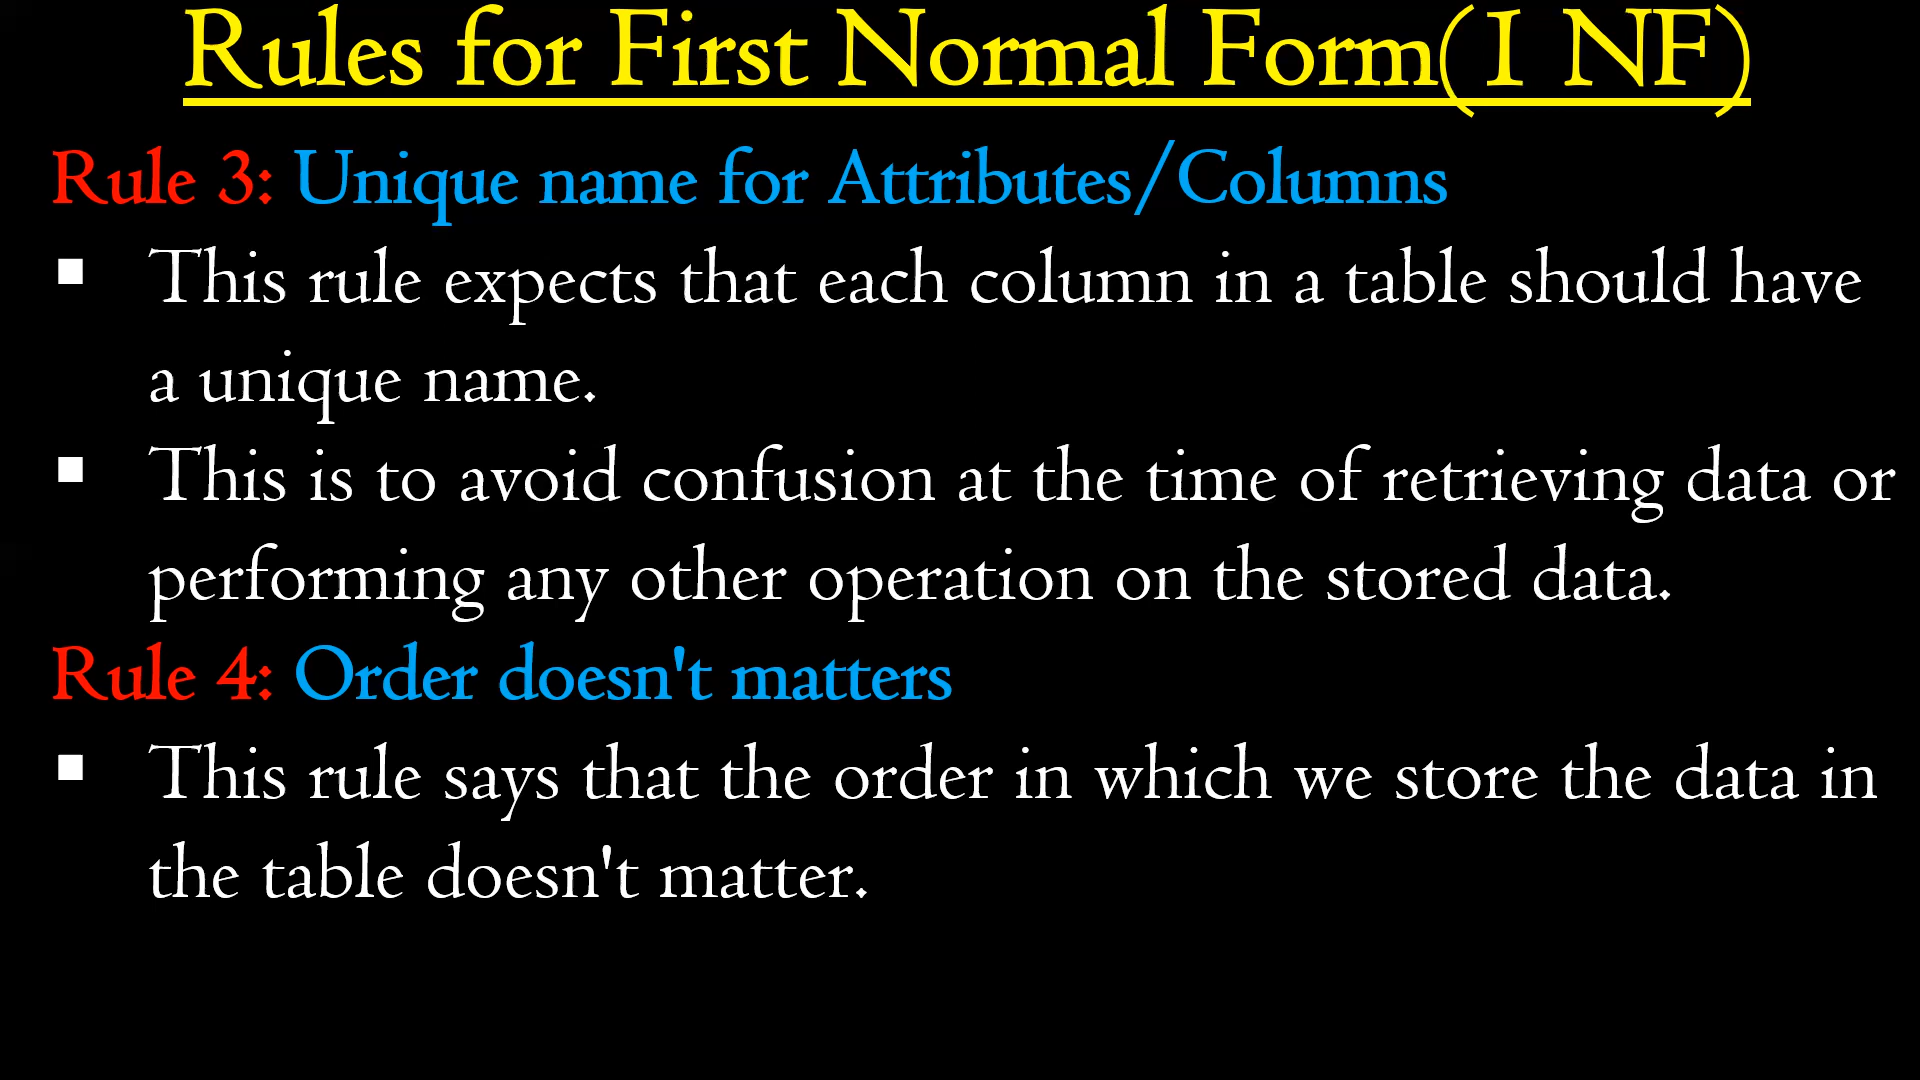 Rules for First Normal Form(1 NF)
Rule 3: Unique name for Attributes/Columns
▪ This rule expects that each column in a table should have
a unique name.
▪ This is to avoid confusion at the time of retrieving data or
performing any other operation on the stored data.
Rule 4: Order doesn't matters
▪ This rule says that the order in which we store the data in
the table doesn't matter.